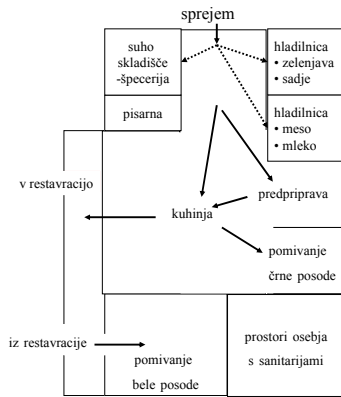 sprejem
suho
skladišče
-špecerija
hladilnica
• zelenjava
• sadje
pisarna
hladilnica
• meso
• mleko
v restavracijo
predpriprava
kuhinja
pomivanje
črne posode
iz restavracije
pomivanje
bele posode
prostori osebja
s sanitarijami